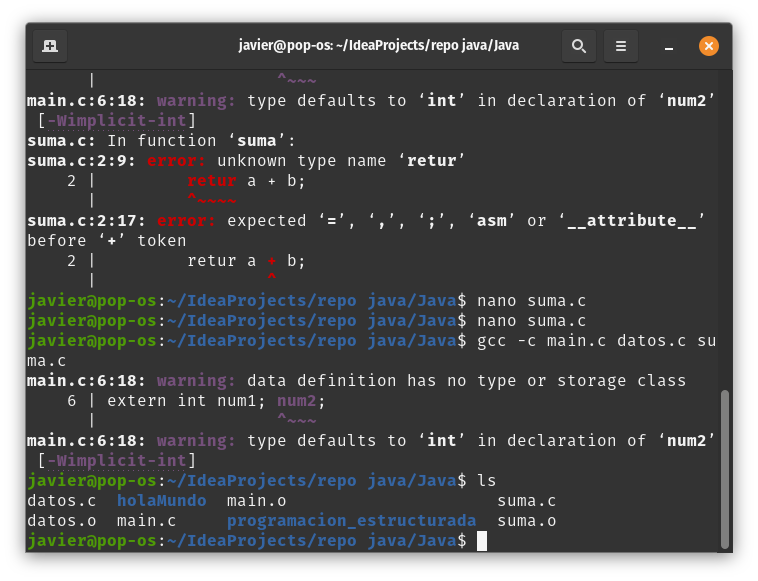 javier@pop-os: ~/IdeaProjects/repo java/Java
| ^~~~
main.c:6:18: warning: type defaults to ‘int’ in declaration of ‘num2’
[-Wimplicit-int]
suma.c: In function ‘suma’:
suma.c:2:9: error: unknown type name ‘retur’
2 | retur a + b;
| ^~~~~
suma.c:2:17: error: expected ‘=’, ‘,’, ‘;’, ‘asm’ or ‘__attribute__’
before ‘+’ token
2 | retur a + b;
| ^
javier@pop-os:~/IdeaProjects/repo java/Java$ nano suma.c
javier@pop-os:~/IdeaProjects/repo java/Java$ nano suma.c
javier@pop-os:~/IdeaProjects/repo java/Java$ gcc -c main.c datos.c su
ma.c
main.c:6:18: warning: data definition has no type or storage class
6 | extern int num1; num2;
| ^~~~
main.c:6:18: warning: type defaults to ‘int’ in declaration of ‘num2’
[-Wimplicit-int]
javier@pop-os:~/IdeaProjects/repo java/Java$ ls
datos.c holaMundo main.o suma.c
datos.o main.c programacion_estructurada suma.o
javier@pop-os:~/IdeaProjects/repo java/Java$